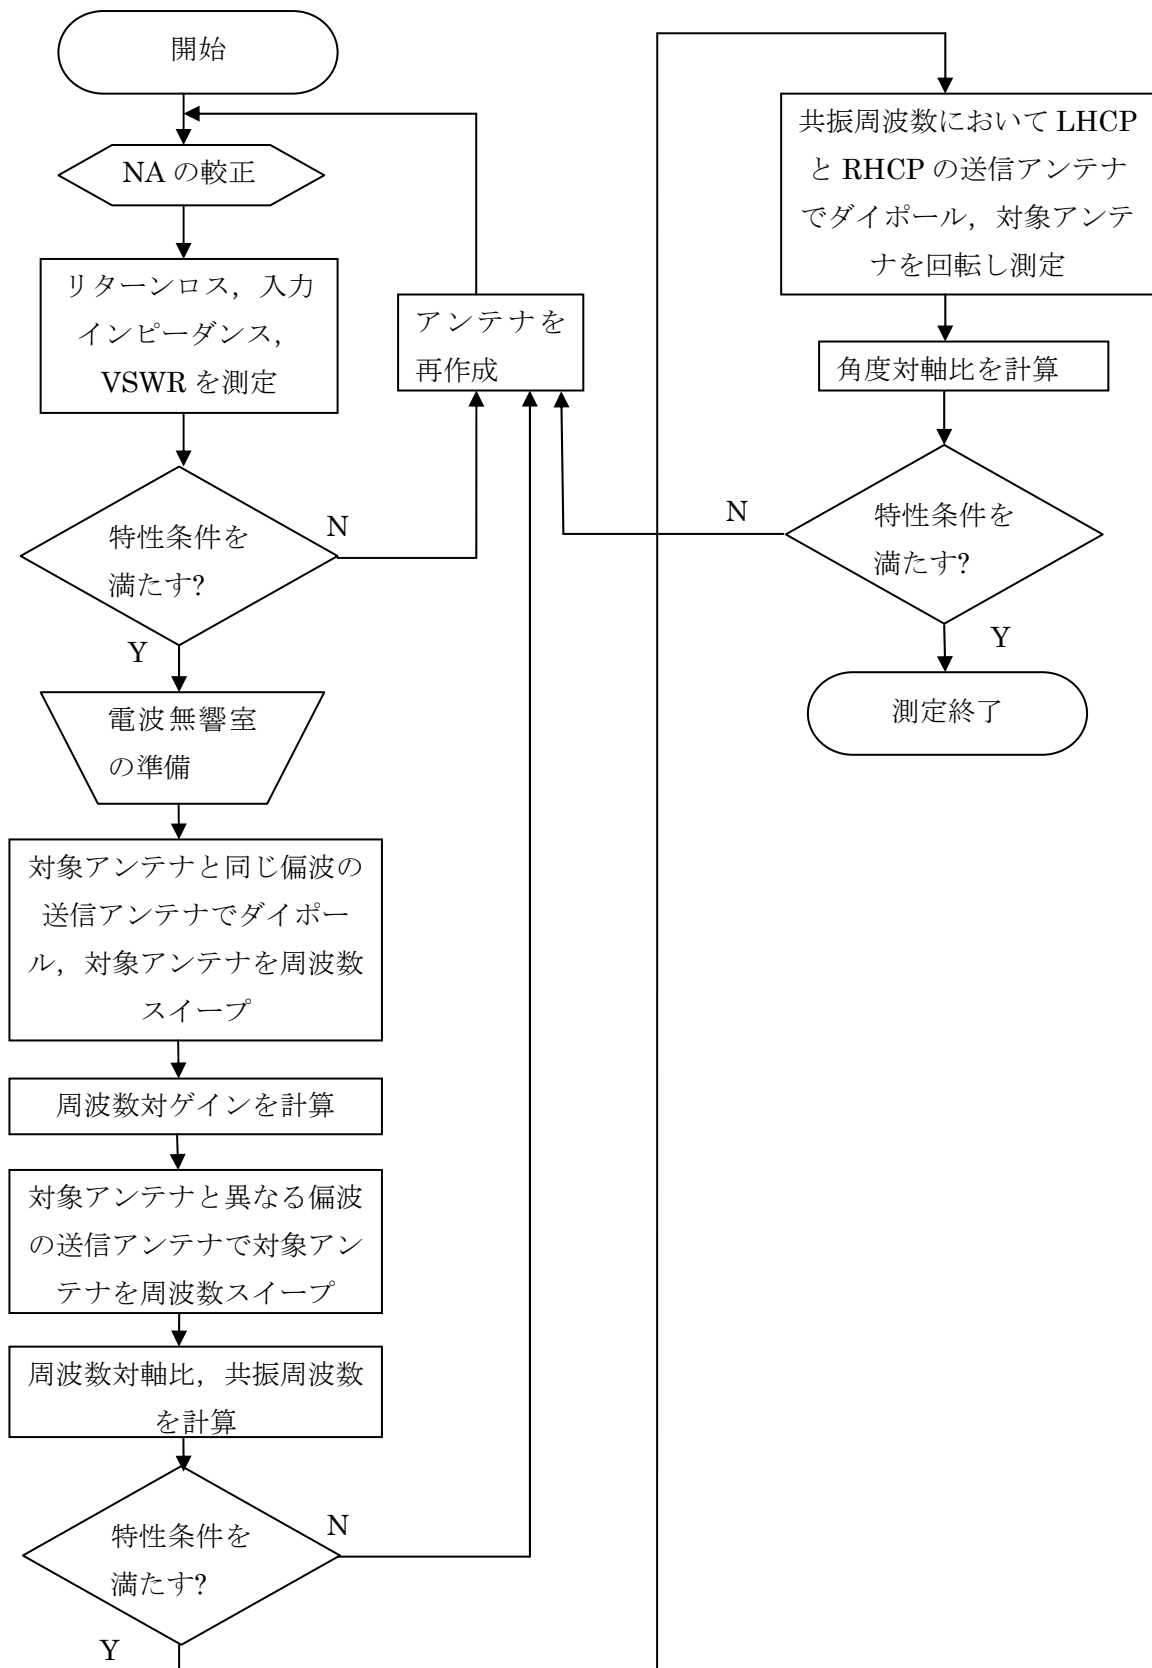 開始
NA の較正
リターンロス，入力
インピーダンス，
VSWR を測定
特性条件を
満たす?
N
Y
アンテナを
再作成
電波無響室
の準備
対象アンテナと同じ偏波の
送信アンテナでダイポー
ル，対象アンテナを周波数
スイープ
周波数対ゲインを計算
対象アンテナと異なる偏波
の送信アンテナで対象アン
テナを周波数スイープ
周波数対軸比，共振周波数
を計算
特性条件を
満たす?
N
Y
共振周波数において LHCP
と RHCP の送信アンテナ
でダイポール，対象アンテ
ナを回転し測定
角度対軸比を計算
特性条件を
満たす?
N
Y
測定終了